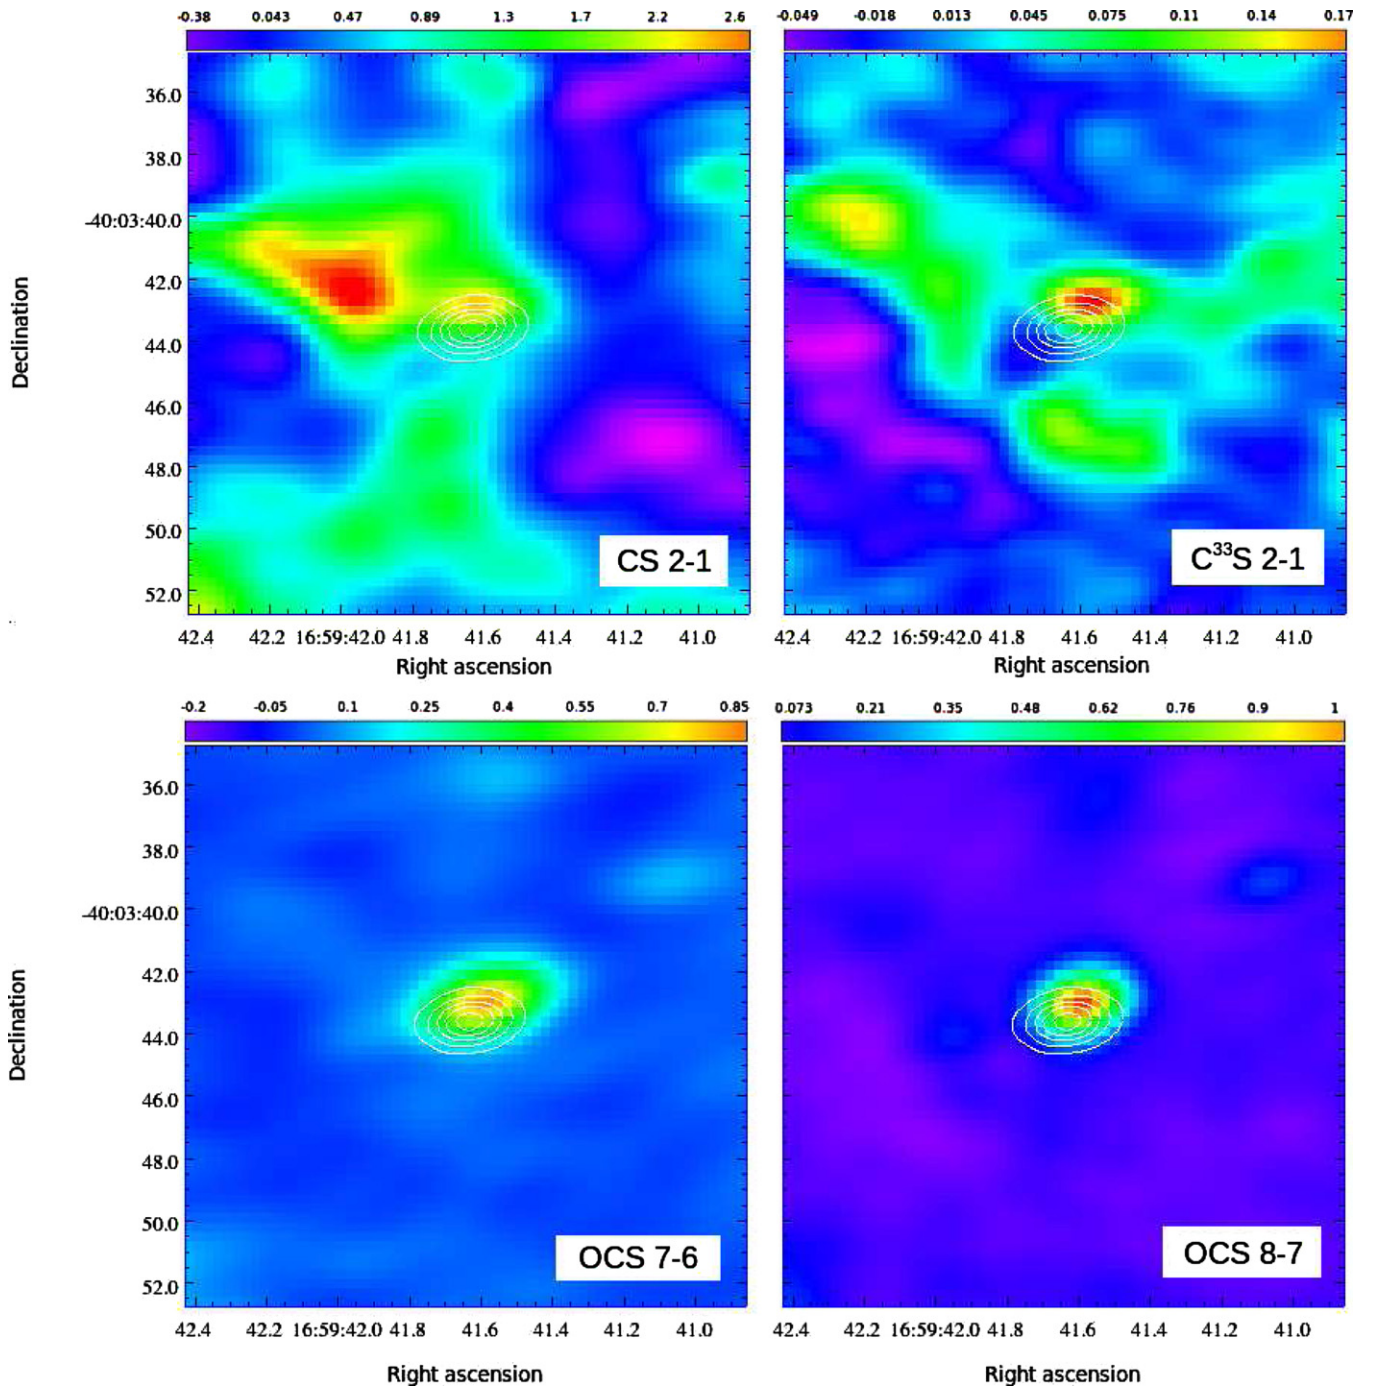 -0.38 0.043 0.47 0.89 1.3 1.7 2.2 2.6
-0.049 -0.018 0.013 0.045 0.075 0.11 0.14 0.17
36.0
38.0
-40:03:40.0
42.0
44.0
46.0
48.0
50.0
52.0
Declination
CS 2-1
C³³S 2-1
42.4 42.2 16:59:42.0 41.8 41.6 41.4 41.2 41.0
42.4 42.2 16:59:42.0 41.8 41.6 41.4 41.2 41.0
Right ascension
Right ascension
-0.2 -0.05 0.1 0.25 0.4 0.55 0.7 0.85
0.073 0.21 0.35 0.48 0.62 0.76 0.9 1
36.0
38.0
-40:03:40.0
42.0
44.0
46.0
48.0
50.0
52.0
Declination
OCS 7-6
OCS 8-7
42.4 42.2 16:59:42.0 41.8 41.6 41.4 41.2 41.0
42.4 42.2 16:59:42.0 41.8 41.6 41.4 41.2 41.0
Right ascension
Right ascension